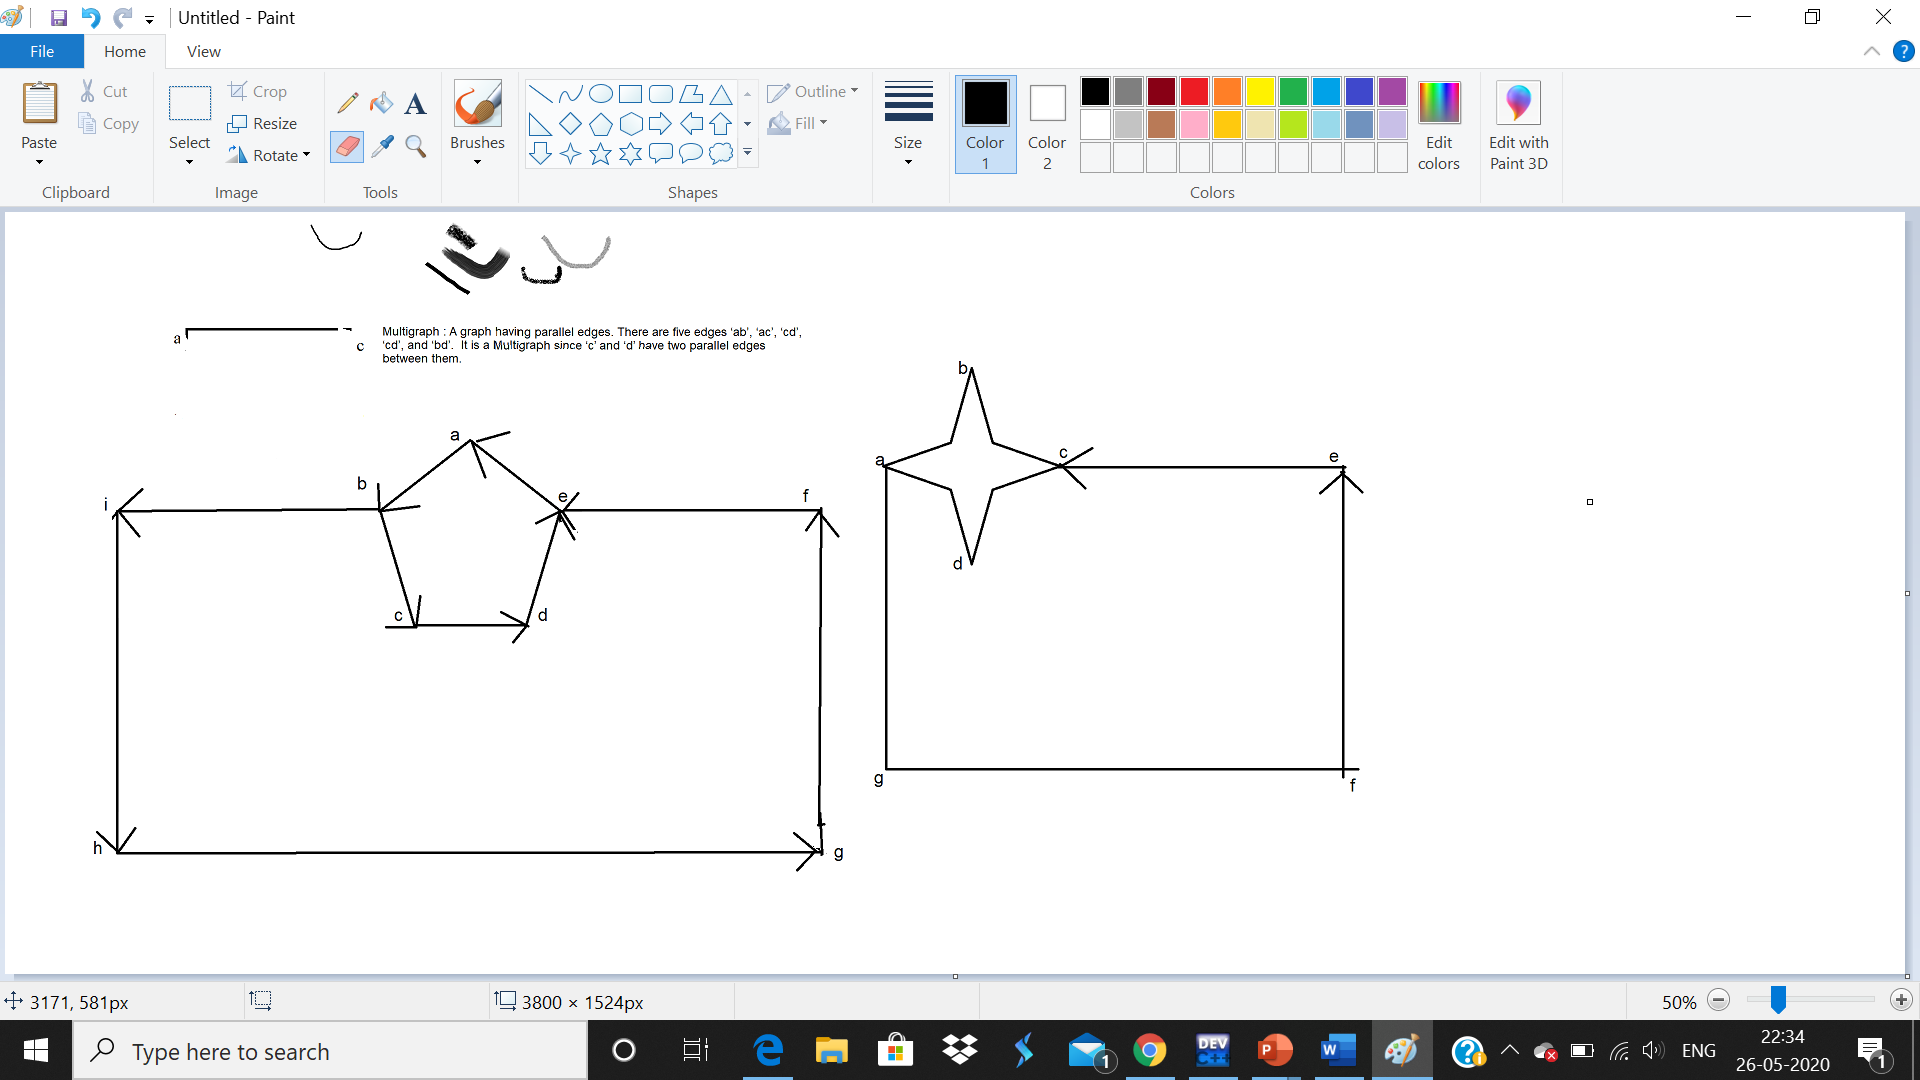 Untitled - Paint
File Home View
Paste
Cut
Copy
Clipboard
Select
Crop
Resize
Rotate
Image
A
Tools
Brushes
Shapes
Outline
Fill
Size
Color 1
Color 2
Colors
Edit colors
Edit with Paint 3D
?
a
c
Multigraph : A graph having parallel edges. There are five edges ‘ab’, ‘ac’, ‘cd’,
‘cd’, and ‘bd’.  It is a Multigraph since ‘c’ and ‘d’ have two parallel edges
between them.
a
b
i
e
f
c
d
h
g
b
a
c
e
d
g
f
3171, 581px
3800 × 1524px
50%
Type here to search
DEV C++
P
W
1
ENG
22:34
26-05-2020
1